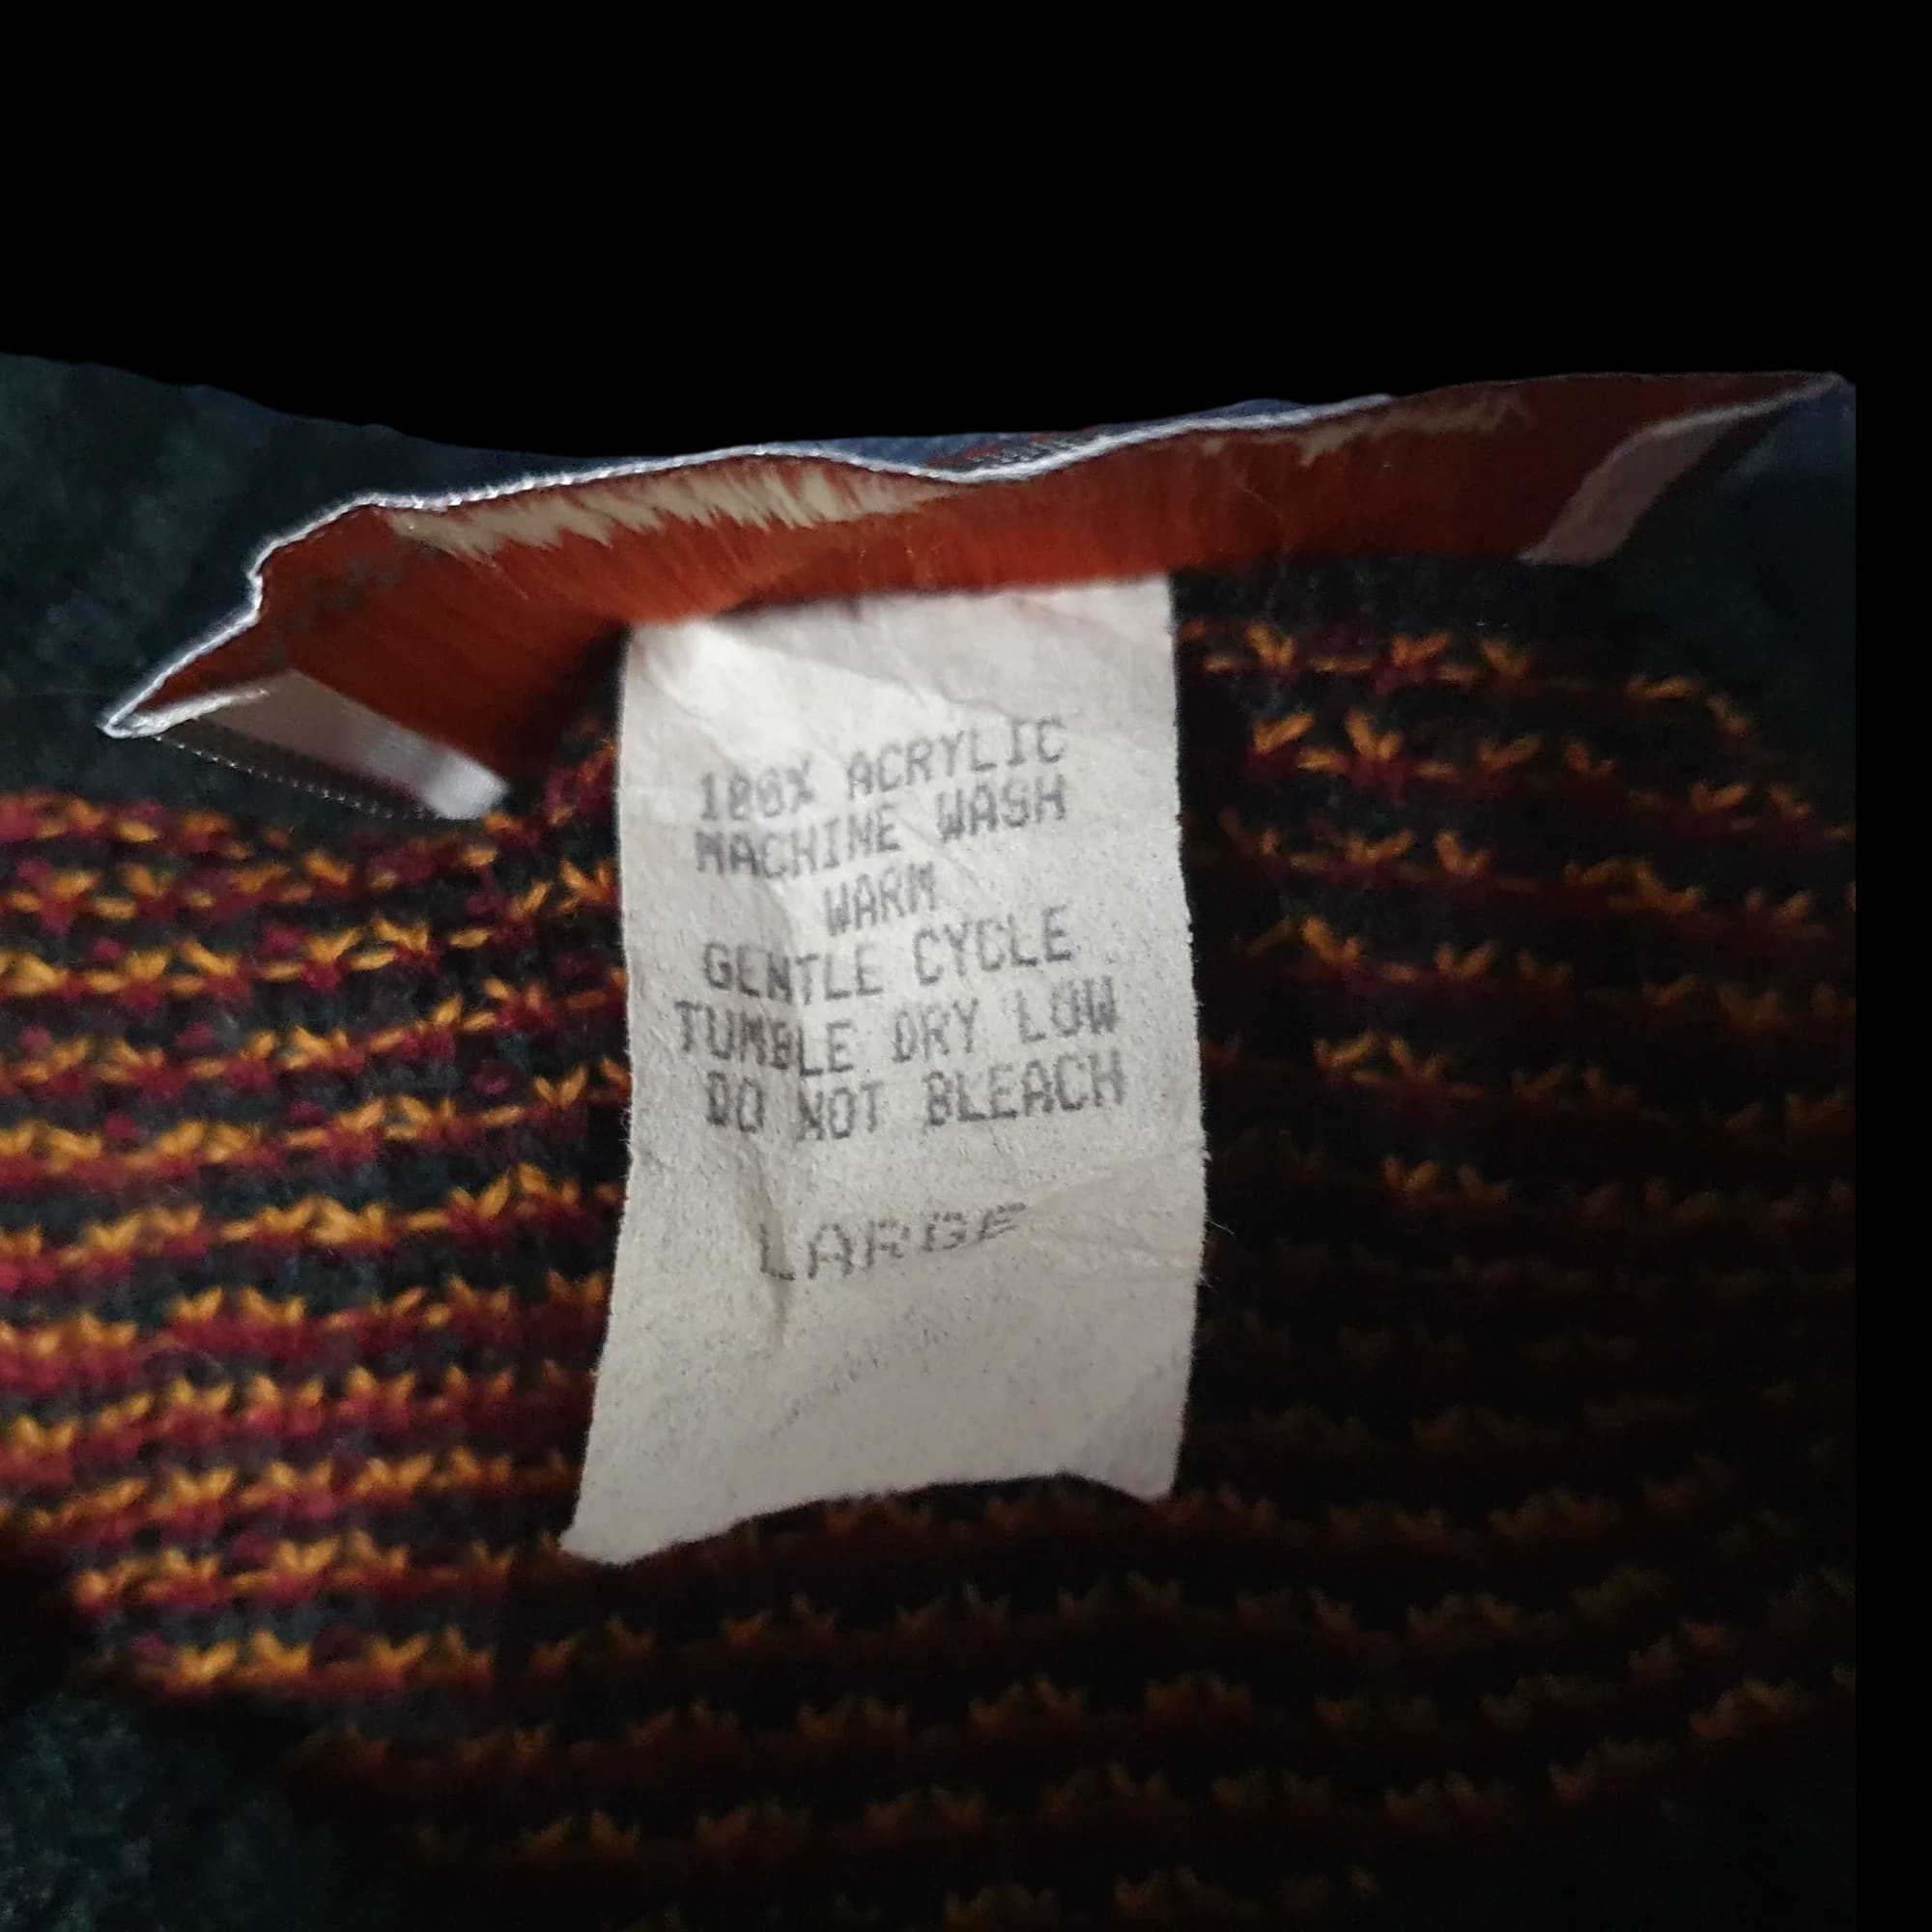 100% ACRYLIC
MACHINE WASH
WARM
GENTLE CYCLE
TUMBLE DRY LOW
DO NOT BLEACH
LARGE